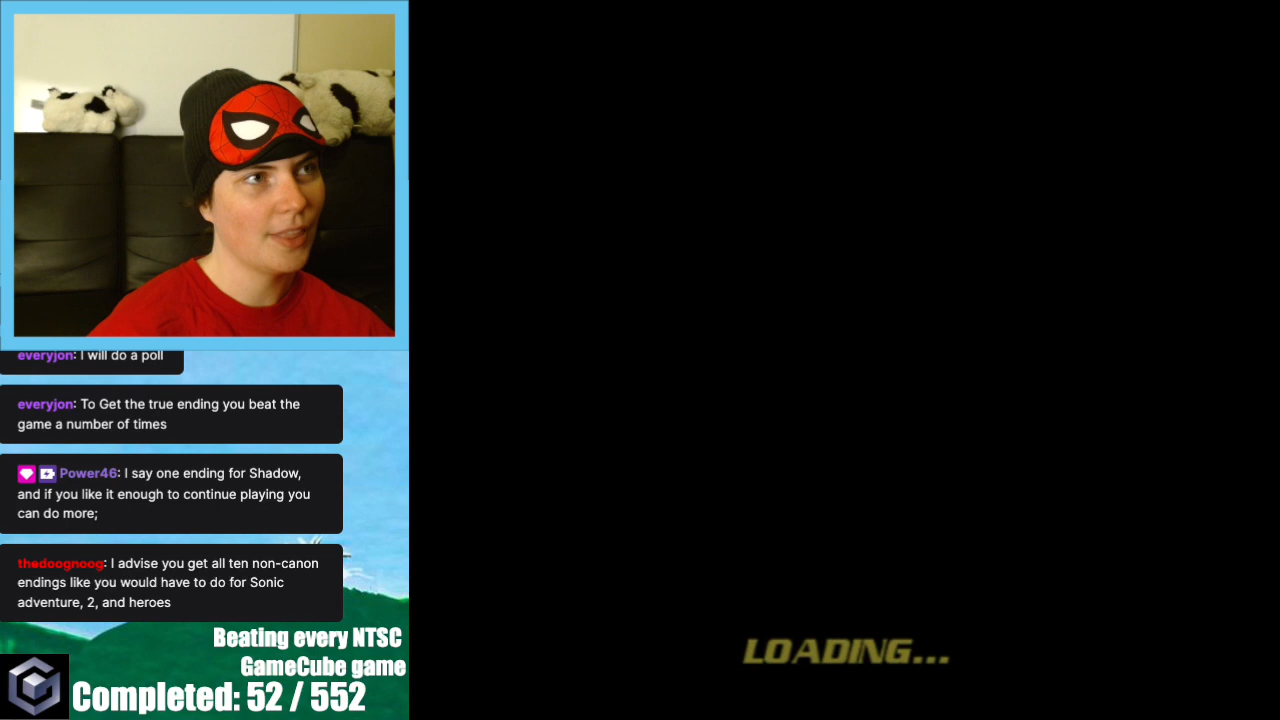 everyjon: I will do a poll
everyjon: To Get the true ending you beat the
game a number of times
Power46: I say one ending for Shadow,
and if you like it enough to continue playing you
can do more;
thedoognoog: I advise you get all ten non-canon
endings like you would have to do for Sonic
adventure, 2, and heroes
Beating every NTSC
GameCube game
Completed: 52 / 552
LOADING...